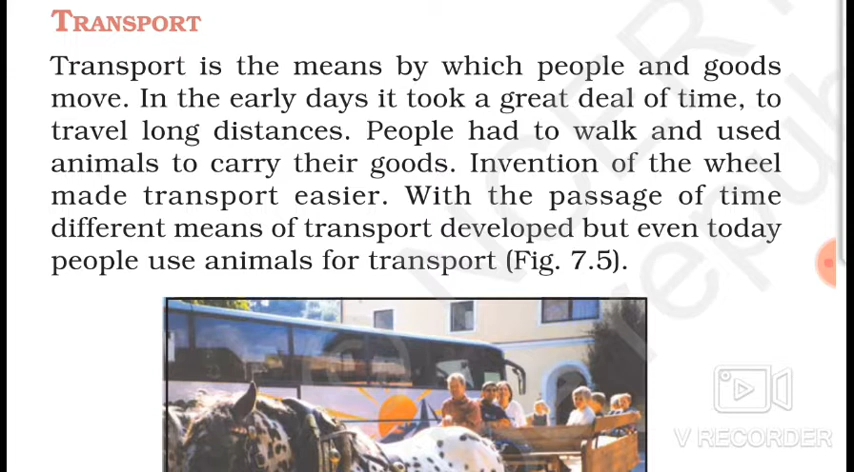 TRANSPORT
Transport is the means by which people and goods
move. In the early days it took a great deal of time, to
travel long distances. People had to walk and used
animals to carry their goods. Invention of the wheel
made transport easier. With the passage of time
different means of transport developed but even today
people use animals for transport (Fig. 7.5).
V RECORDER